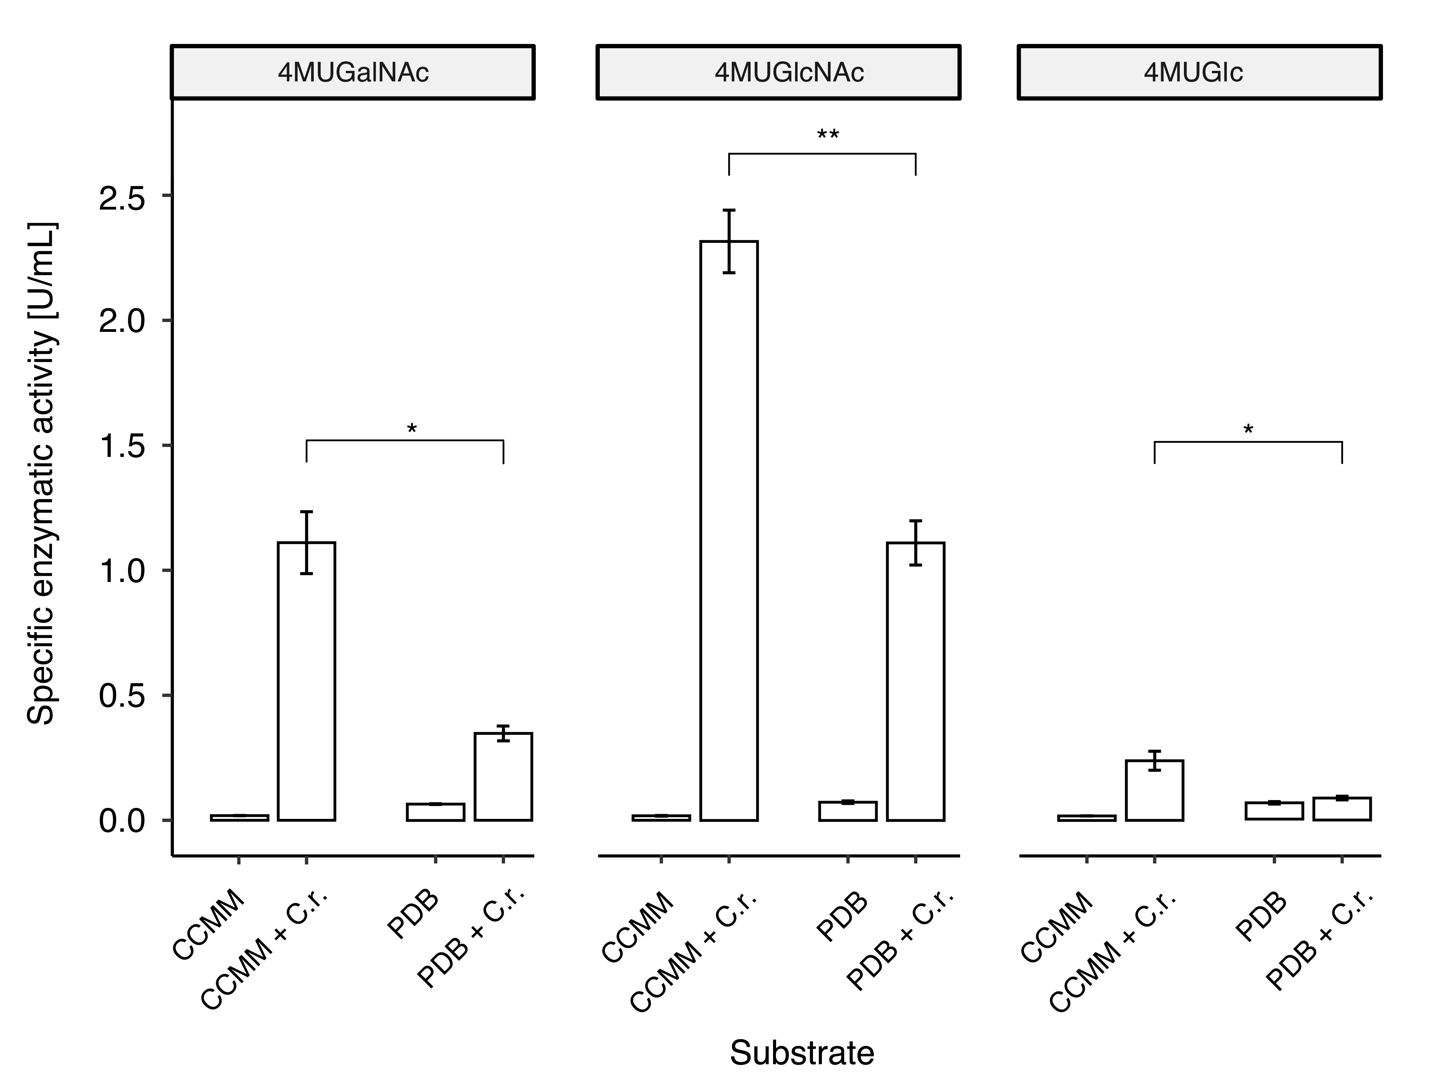 4MUGalNAc 4MUGlcNAc 4MUGlc
Specific enzymatic activity [U/mL]
2.5
2.0
1.5
1.0
0.5
0.0
*
**
*
CCMM CCMM + C.r. PDB PDB + C.r. CCMM CCMM + C.r. PDB PDB + C.r. CCMM CCMM + C.r. PDB PDB + C.r.
Substrate